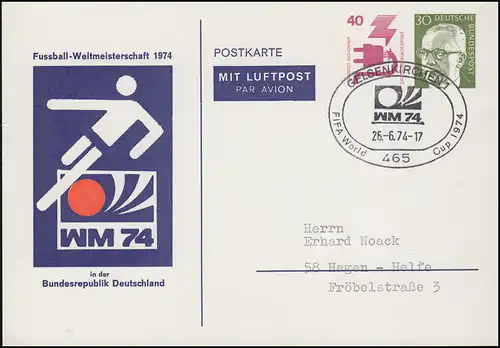 Fussball-Weltmeisterschaft 1974
WM 74
in der
Bundesrepublik Deutschland
POSTKARTE
MIT LUFTPOST
PAR AVION
40
30 DEUTSCHE
BUNDESPOST
GELSENKIRCHEN 1
WM 74
FIFA World Cup 1974
26.-6.74-17
465
Herrn
Erhard Noack
58 Hagen - Helfe
Fröbelstraße 3